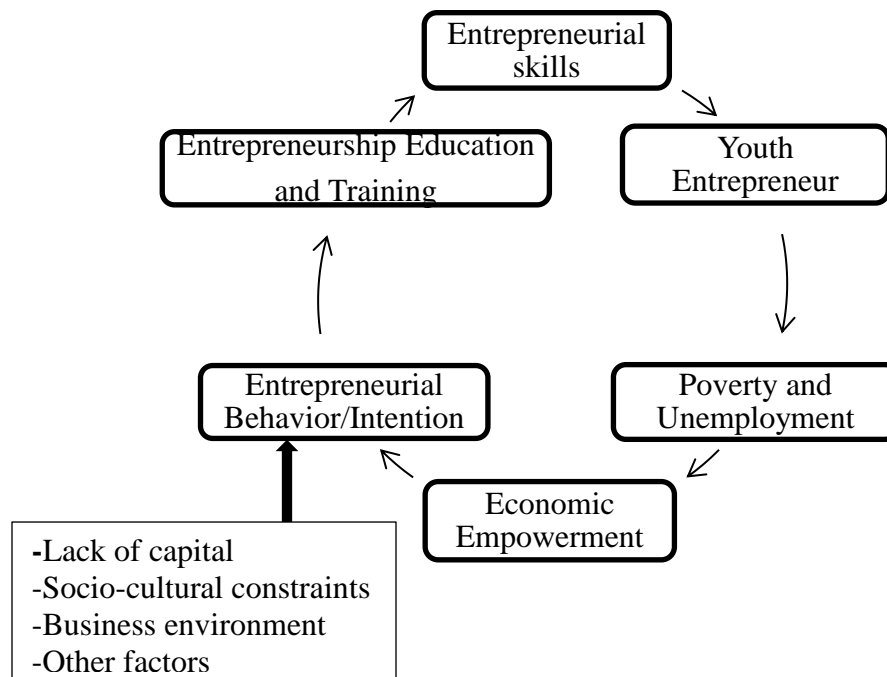 Entrepreneurial
skills
Entrepreneurship Education
and Training
Youth
Entrepreneur
Entrepreneurial
Behavior/Intention
Poverty and
Unemployment
Economic
Empowerment
-Lack of capital
-Socio-cultural constraints
-Business environment
-Other factors